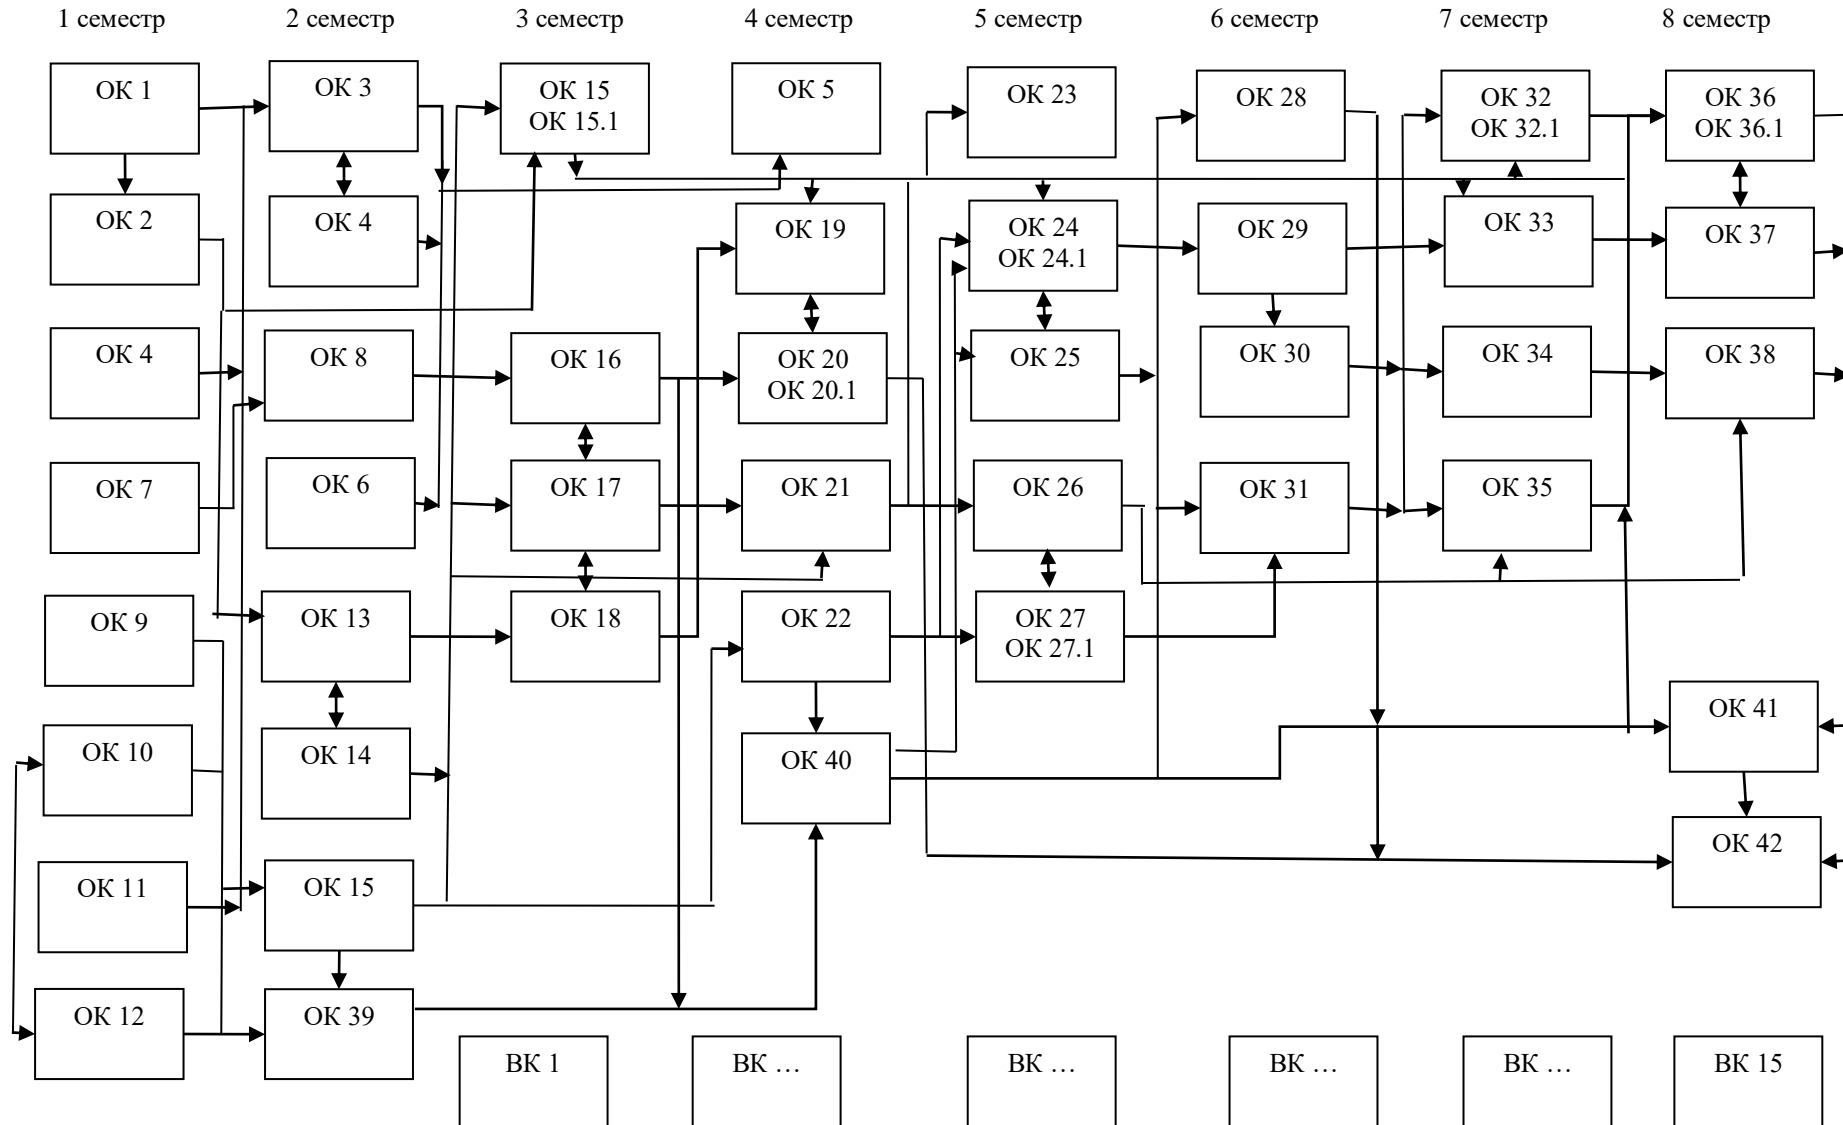 1 семестр
2 семестр
3 семестр
4 семестр
5 семестр
6 семестр
7 семестр
8 семестр
ОК 1
ОК 3
ОК 15
ОК 15.1
ОК 5
ОК 23
ОК 28
ОК 32
ОК 32.1
ОК 36
ОК 36.1
ОК 2
ОК 4
ОК 19
ОК 24
ОК 24.1
ОК 29
ОК 33
ОК 37
ОК 4
ОК 8
ОК 16
ОК 20
ОК 20.1
ОК 25
ОК 30
ОК 34
ОК 38
ОК 7
ОК 6
ОК 17
ОК 21
ОК 26
ОК 31
ОК 35
ОК 9
ОК 13
ОК 18
ОК 22
ОК 27
ОК 27.1
ОК 10
ОК 14
ОК 40
ОК 41
ОК 11
ОК 15
ОК 42
ОК 12
ОК 39
ВК 1
ВК …
ВК …
ВК …
ВК …
ВК 15